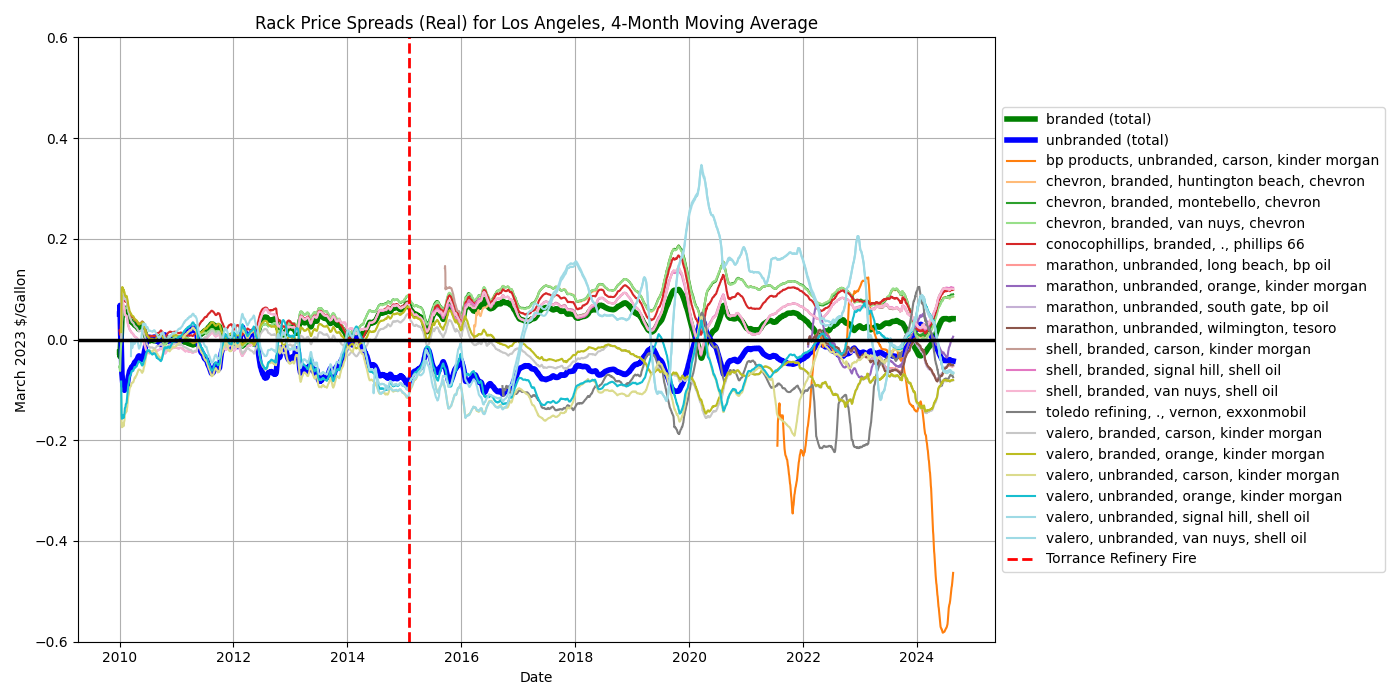 Rack Price Spreads (Real) for Los Angeles, 4-Month Moving Average
0.6
0.4
0.2
0.0
−0.2
−0.4
−0.6
March 2023 $/Gallon
2010
2012
2014
2016
2018
2020
2022
2024
Date
branded (total)
unbranded (total)
bp products, unbranded, carson, kinder morgan
chevron, branded, huntington beach, chevron
chevron, branded, montebello, chevron
chevron, branded, van nuys, chevron
conocophillips, branded, ., phillips 66
marathon, unbranded, long beach, bp oil
marathon, unbranded, orange, kinder morgan
marathon, unbranded, south gate, bp oil
marathon, unbranded, wilmington, tesoro
shell, branded, carson, kinder morgan
shell, branded, signal hill, shell oil
shell, branded, van nuys, shell oil
toledo refining, ., vernon, exxonmobil
valero, branded, carson, kinder morgan
valero, branded, orange, kinder morgan
valero, unbranded, carson, kinder morgan
valero, unbranded, orange, kinder morgan
valero, unbranded, signal hill, shell oil
valero, unbranded, van nuys, shell oil
Torrance Refinery Fire